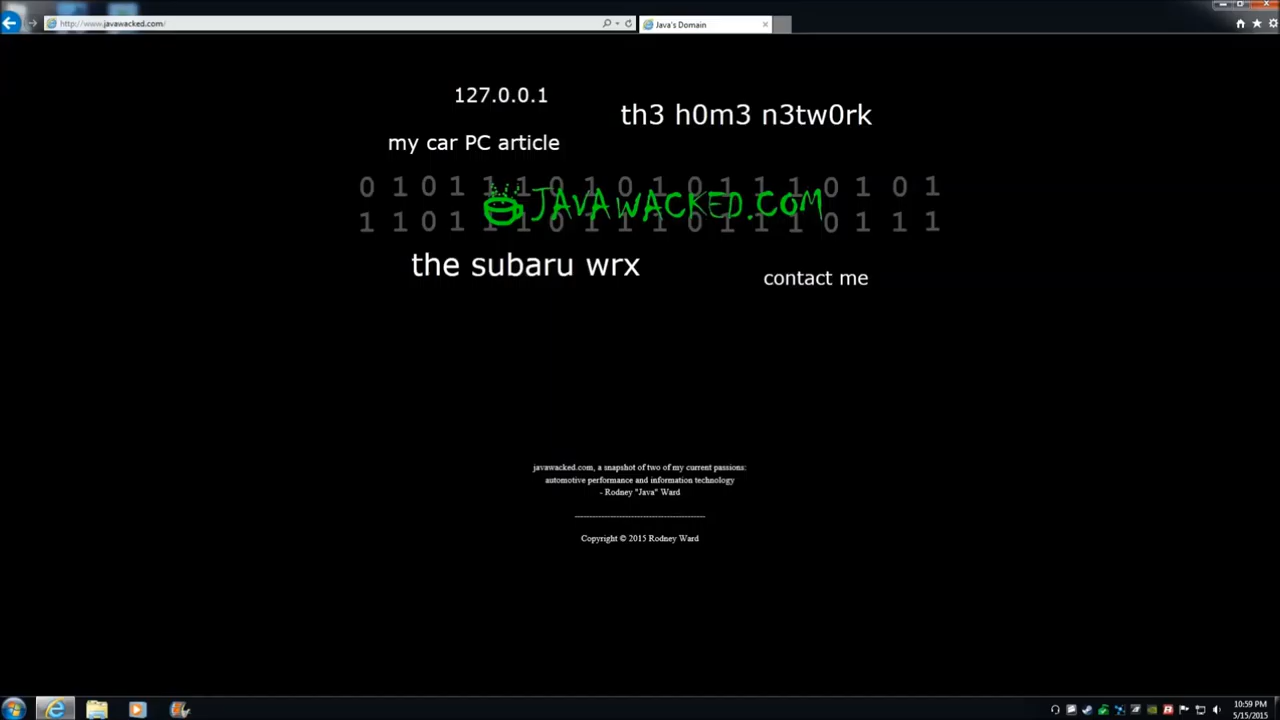 http://www.javawacked.com/
Java's Domain
127.0.0.1
th3 h0m3 n3tw0rk
my car PC article
0 1 0 1 1 1 0 1 0 1 0 1 1 1 0 1 0 1
JAVAWACKED.COM
1 1 0 1 1 1 0 1 1 1 0 1 1 1 0 1 1 1
the subaru wrx
contact me
javawacked.com, a snapshot of two of my current passions:
automotive performance and information technology
- Rodney "Java" Ward
Copyright © 2015 Rodney Ward
10:59 PM
5/15/2015